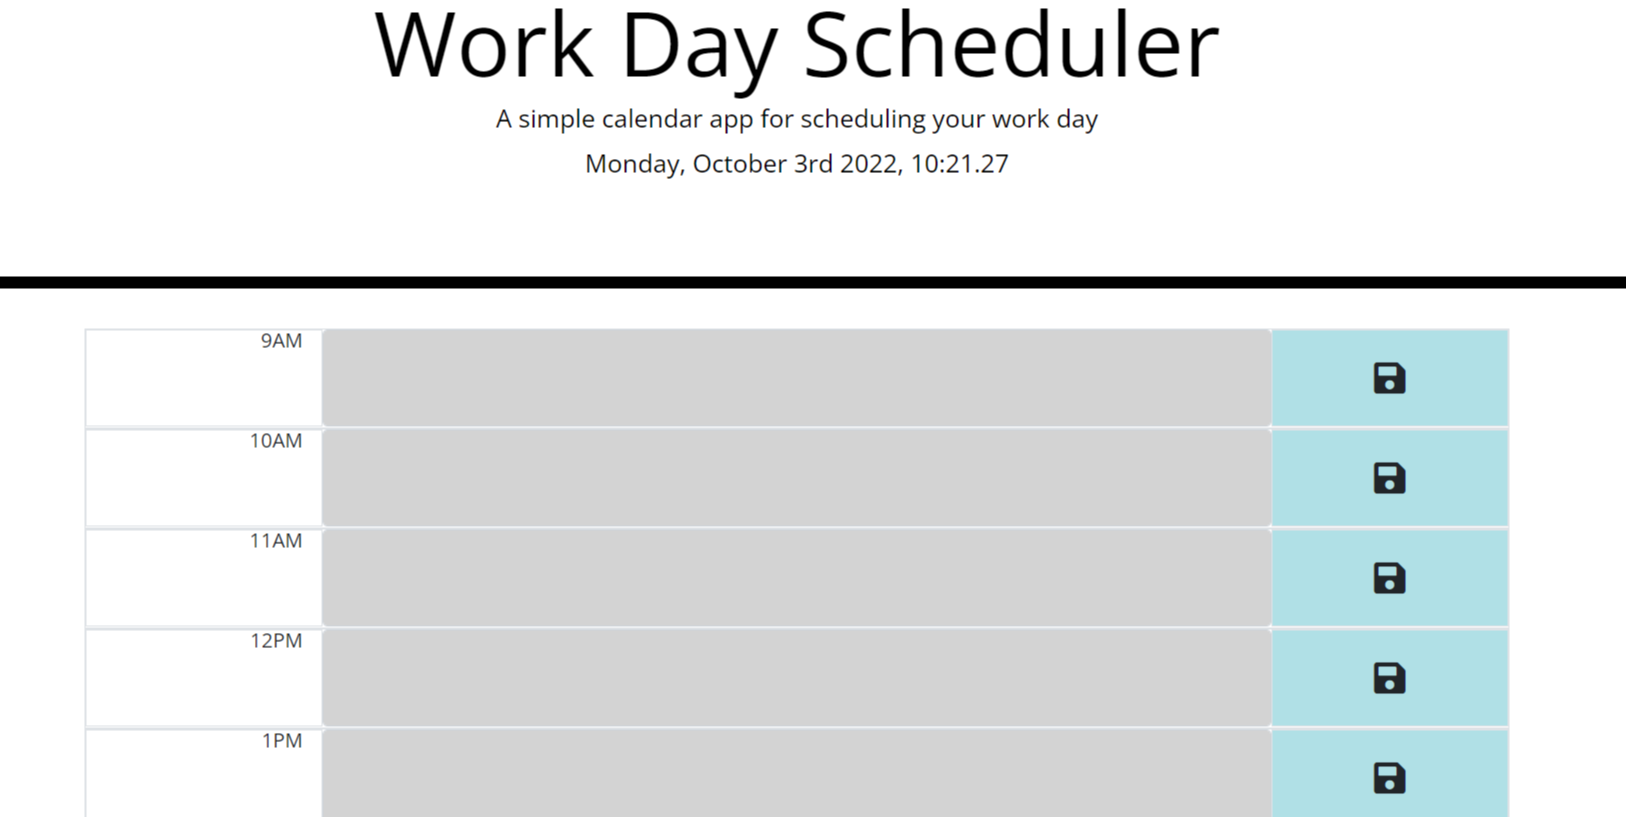 Work Day Scheduler
A simple calendar app for scheduling your work day
Monday, October 3rd 2022, 10:21.27
9AM
10AM
11AM
12PM
1PM